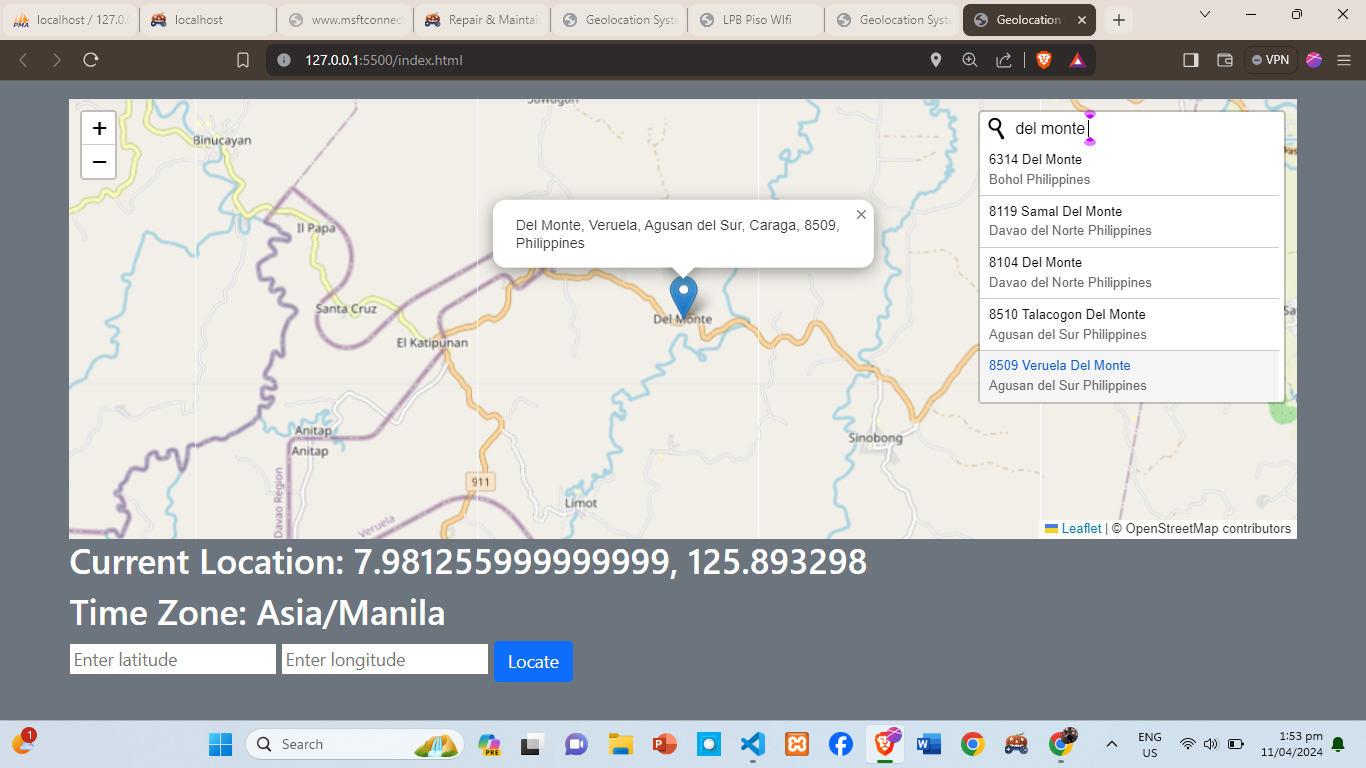 localhost / 127.0.
localhost
www.msftconnec
Repair & Maintai
Geolocation Syste
LPB Piso WIfi
Geolocation Syste
Geolocation
127.0.0.1:5500/index.html
VPN
+
−
del monte
6314 Del Monte
Bohol Philippines
8119 Samal Del Monte
Davao del Norte Philippines
8104 Del Monte
Davao del Norte Philippines
8510 Talacogon Del Monte
Agusan del Sur Philippines
8509 Veruela Del Monte
Agusan del Sur Philippines
Binucayan
Del Monte, Veruela, Agusan del Sur, Caraga, 8509,
Philippines
Il Papa
Santa Cruz
Del Monte
El Katipunan
Anitap
Anitap
Sinobong
911
Limot
Davao Region
Veruela
Leaflet | © OpenStreetMap contributors
Current Location: 7.981255999999999, 125.893298
Time Zone: Asia/Manila
Enter latitude
Enter longitude
Locate
1
Search
PRE
ENG
US
1:53 pm
11/04/2024